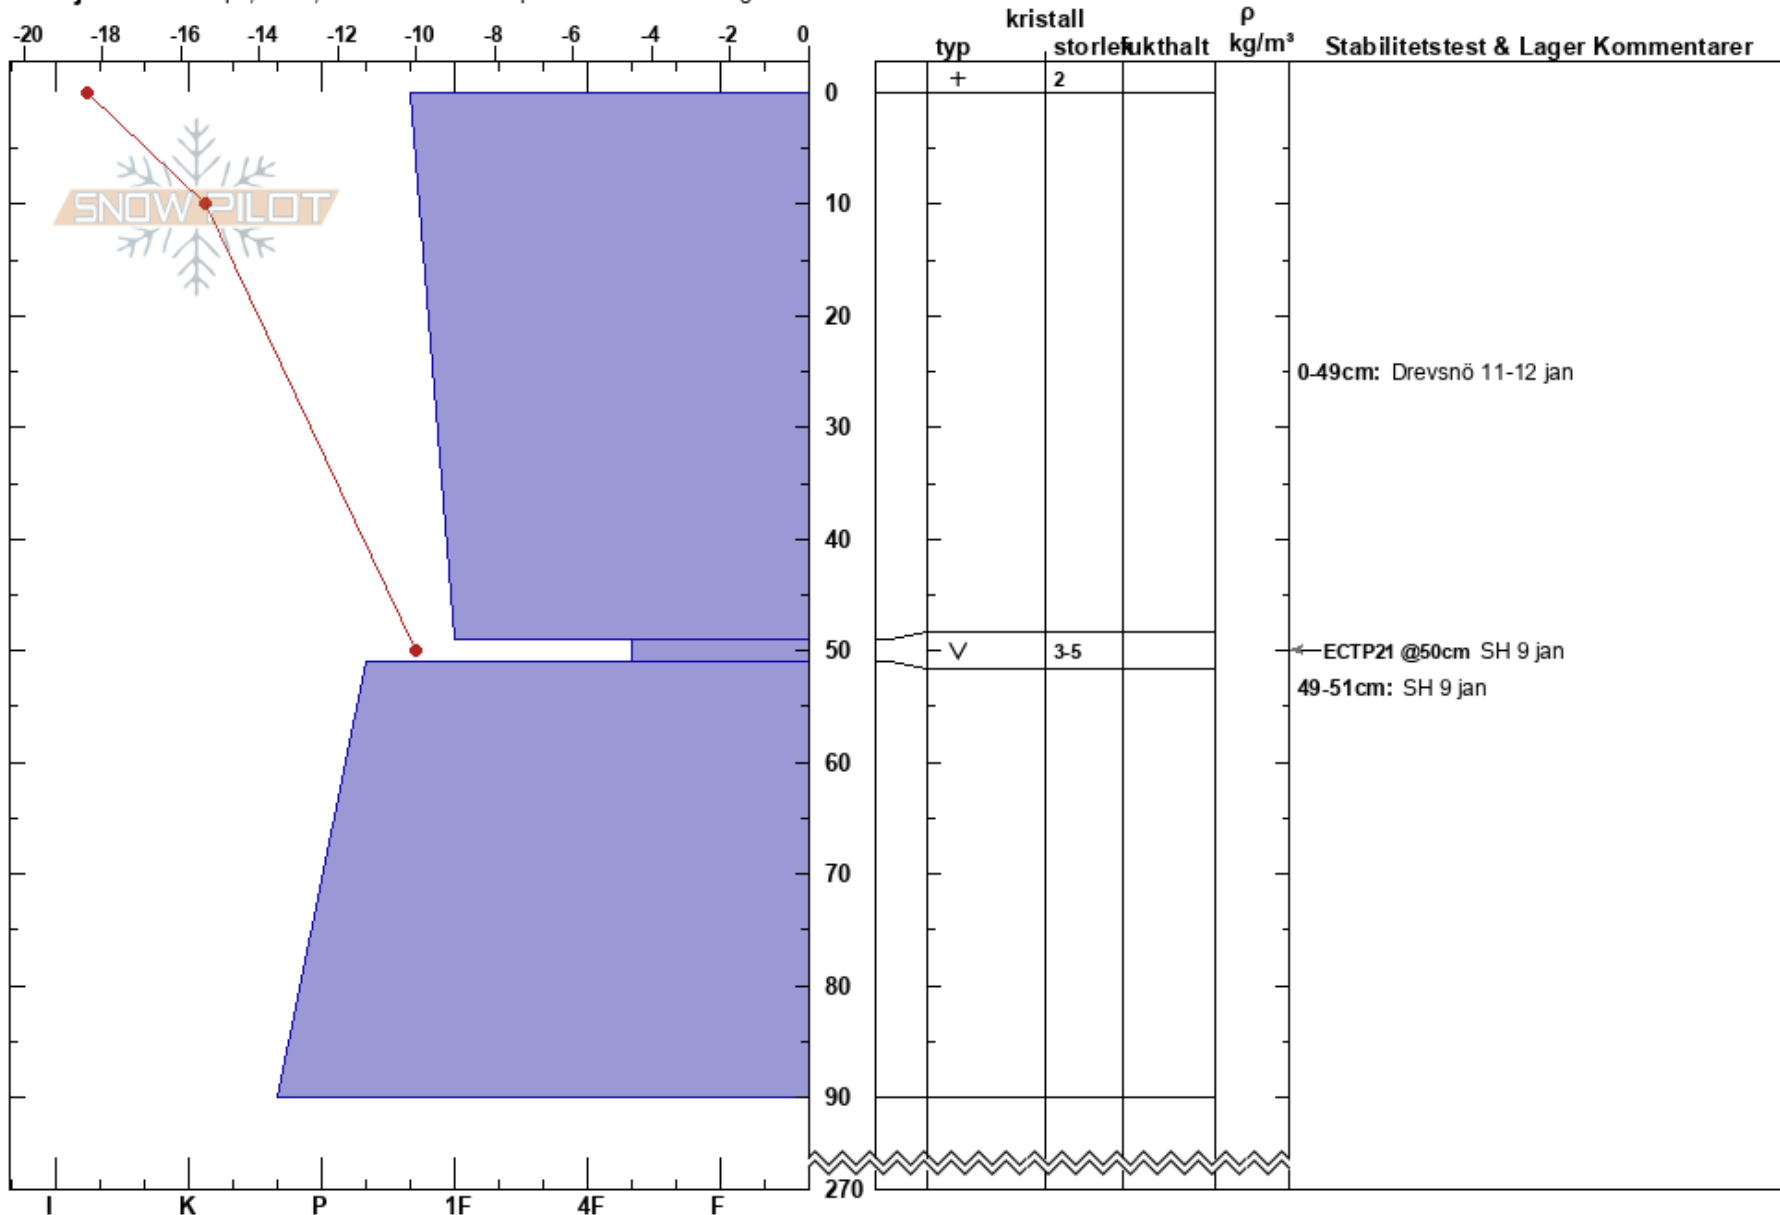 kristall ρ
-20 -18 -16 -14 -12 -10 -8 -6 -4 -2 0 typ storlek fukthalt kg/m³ Stabilitetstest & Lager Kommentarer
+ 2
0
SNOW PILOT
10
20
0-49cm: Drevsnö 11-12 jan
30
40
50 V 3-5 ECTP21 @50cm SH 9 jan
49-51cm: SH 9 jan
60
70
80
90
270
I K P 1F 4F F